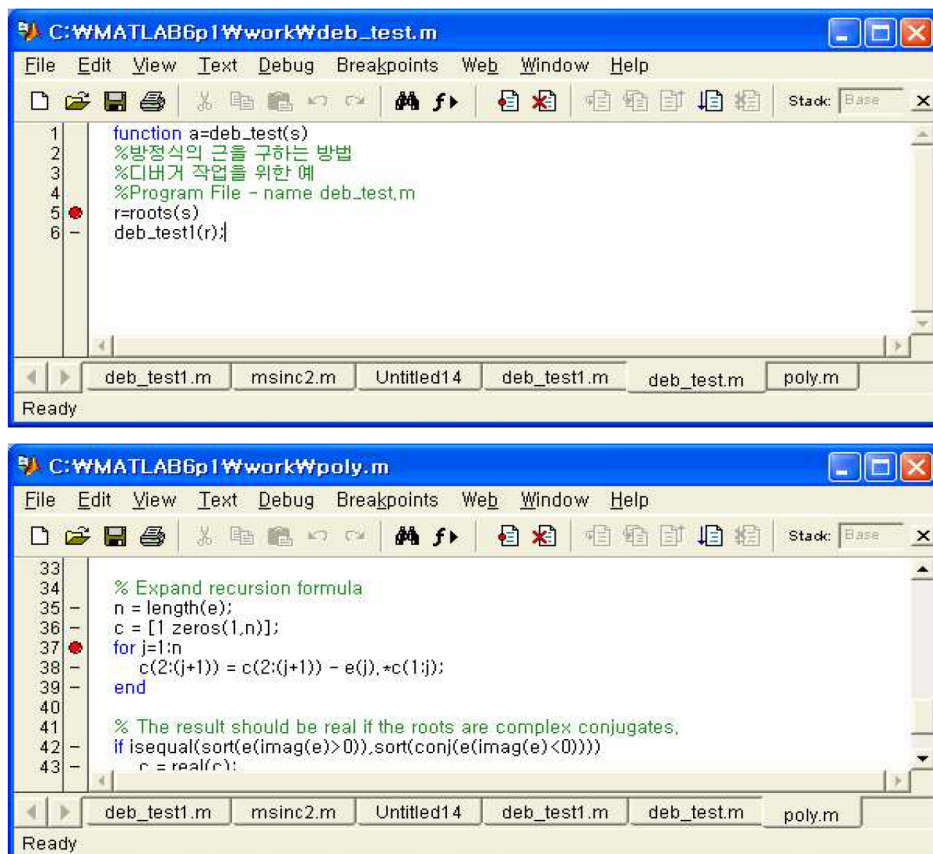 C:₩MATLAB6p1₩work₩deb_test.m
File Edit View Text Debug Breakpoints Web Window Help
Stack: Base
1 function a=deb_test(s)
2 %방정식의 근을 구하는 방법
3 %디버거 작업을 위한 예
4 %Program File - name deb_test.m
5 r=roots(s)
6 - deb_test1(r);
deb_test1.m msinc2.m Untitled14 deb_test1.m deb_test.m poly.m
Ready
C:₩MATLAB6p1₩work₩poly.m
File Edit View Text Debug Breakpoints Web Window Help
Stack: Base
33
34 % Expand recursion formula
35 - n = length(e);
36 - c = [1 zeros(1,n)];
37 for j=1:n
38 - c(2:(j+1)) = c(2:(j+1)) - e(j).*c(1:j);
39 - end
40
41 % The result should be real if the roots are complex conjugates.
42 - if isequal(sort(e(imag(e)>0)),sort(conj(e(imag(e)<0))))
43 - c = real(c);
deb_test1.m msinc2.m Untitled14 deb_test1.m deb_test.m poly.m
Ready